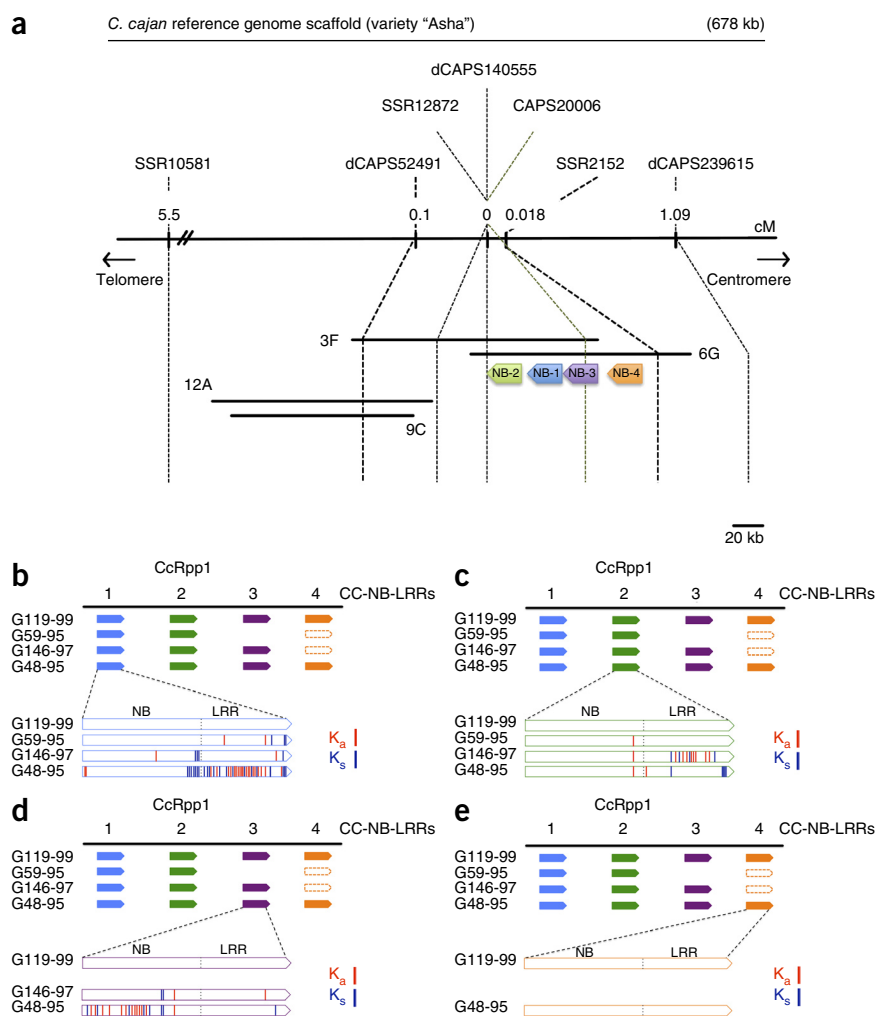 a
C. cajan reference genome scaffold (variety "Asha") (678 kb)
dCAPS140555
SSR12872 CAPS20006
SSR10581 dCAPS52491 SSR2152 dCAPS239615
5.5 0.1 0 0.018 1.09 cM
Telomere Centromere
3F
6G
NB-2 NB-1 NB-3 NB-4
12A
9C
20 kb
b
CcRpp1
1 2 3 4 CC-NB-LRRs
G119-99
G59-95
G146-97
G48-95
NB LRR
G119-99
G59-95
G146-97
G48-95
Ka
Ks
c
CcRpp1
1 2 3 4 CC-NB-LRRs
G119-99
G59-95
G146-97
G48-95
NB LRR
G119-99
G59-95
G146-97
G48-95
Ka
Ks
d
CcRpp1
1 2 3 4 CC-NB-LRRs
G119-99
G59-95
G146-97
G48-95
NB LRR
G119-99
G146-97
G48-95
Ka
Ks
e
CcRpp1
1 2 3 4 CC-NB-LRRs
G119-99
G59-95
G146-97
G48-95
NB LRR
G119-99
G48-95
Ka
Ks